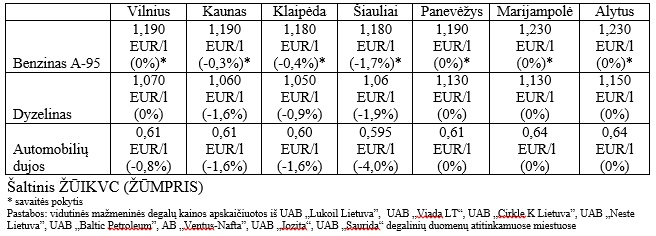 Vilnius Kaunas Klaipėda Šiauliai Panevėžys Marijampolė Alytus
1,190 1,190 1,180 1,180 1,190 1,230 1,230
EUR/l EUR/l EUR/l EUR/l EUR/l EUR/l EUR/l
Benzinas A-95 (0%)* (-0,3%)* (-0,4%)* (-1,7%)* (0%)* (0%)* (0%)*
1,070 1,060 1,050 1,06 1,130 1,130 1,150
EUR/l EUR/l EUR/l EUR/l EUR/l EUR/l EUR/l
Dyzelinas (0%) (-1,6%) (-0,9%) (-1,9%) (0%) (0%) (0%)
0,61 0,61 0,60 0,595 0,61 0,64 0,64
Automobilių EUR/l EUR/l EUR/l EUR/l EUR/l EUR/l EUR/l
dujos (-0,8%) (-1,6%) (-1,6%) (-4,0%) (0%) (0%) (0%)
Šaltinis ŽŪIKVC (ŽŪMPRIS)
* savaitės pokytis
Pastabos: vidutinės mažmeninės degalų kainos apskaičiuotos iš UAB „Lukoil Lietuva”, UAB „Viada LT“, UAB „Cirkle K Lietuva”, UAB „Neste
Lietuva”, UAB „Baltic Petroleum”, AB „Ventus-Nafta”, UAB „Jozita“, UAB „Saurida” degalinių duomenų atitinkamuose miestuose